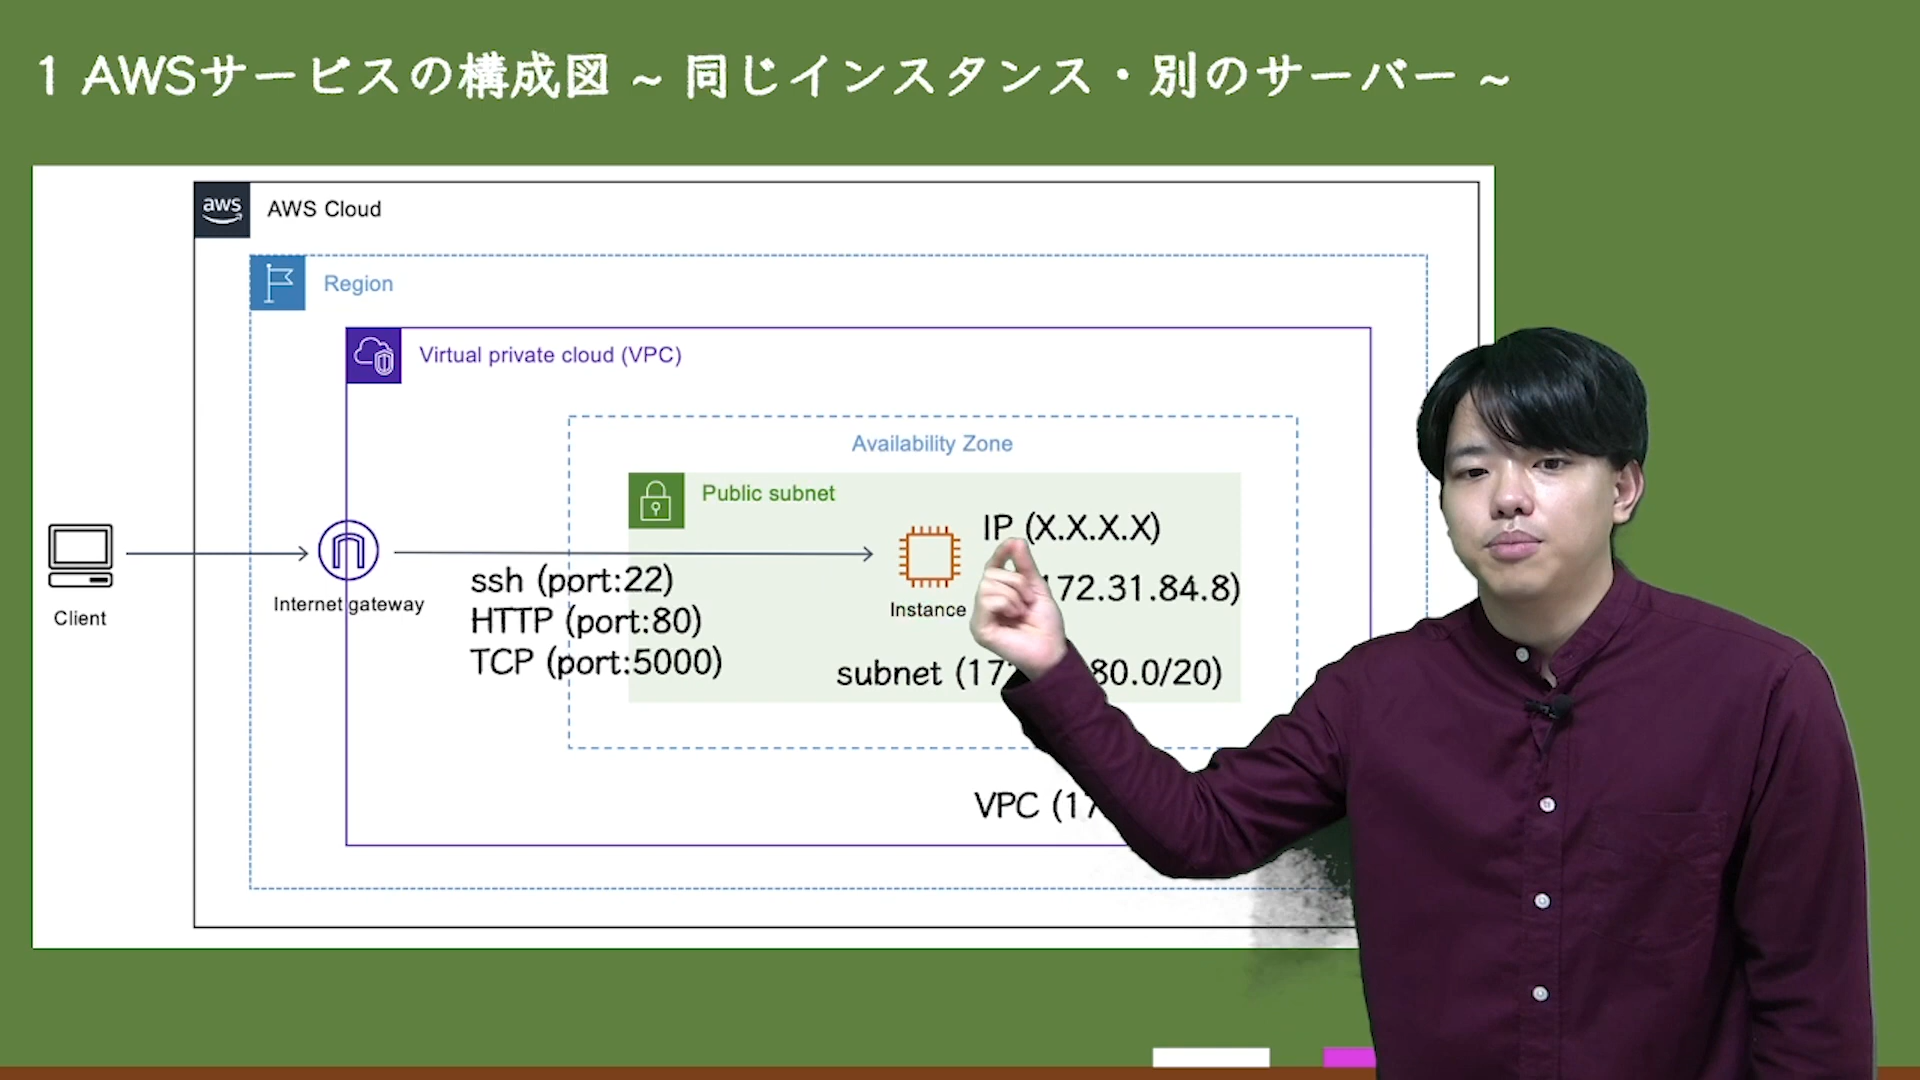 1 AWSサービスの構成図 ~ 同じインスタンス・別のサーバー ~
aws
AWS Cloud
Region
Virtual private cloud (VPC)
Availability Zone
Public subnet
IP (X.X.X.X)
172.31.84.8)
ssh (port:22)
HTTP (port:80)
TCP (port:5000)
Client
Internet gateway
Instance
subnet (17 80.0/20)
VPC (17